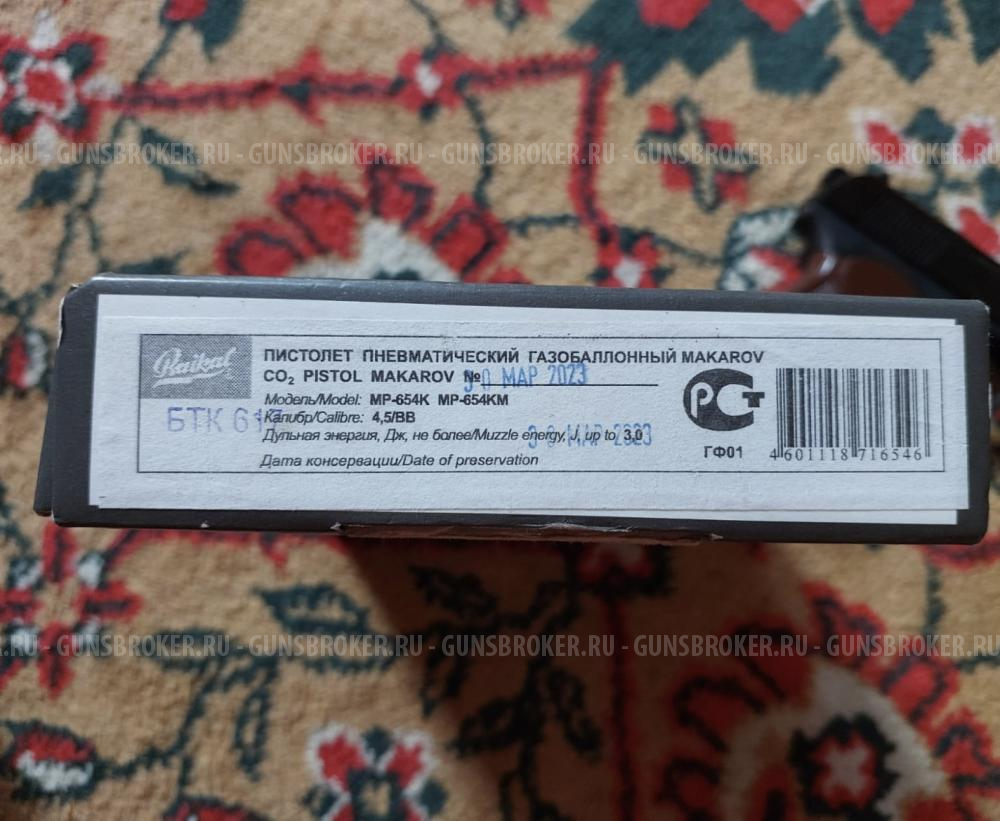 GUNSBROKER.RU - GUNSBROKER.RU - GUNSBROKER.RU - GUNSBROKER.RU - GUNSBROKER.RU
Baikal
ПИСТОЛЕТ ПНЕВМАТИЧЕСКИЙ ГАЗОБАЛЛОННЫЙ MAKAROV
CO₂ PISTOL MAKAROV №
30 МАР 2023
Модель/Model: MP-654K MP-654KM
БТК 617
Калибр/Calibre: 4,5/BB
Дульная энергия, Дж, не более/Muzzle energy, J, up to 3,0
30 МАР 2023
Дата консервации/Date of preservation
РСТ
ГФ01
4 601118 716546
GUNSBROKER.RU - GUNSBROKER.RU - GUNSBROKER.RU - GUNSBROKER.RU - GUNSBROKER.RU